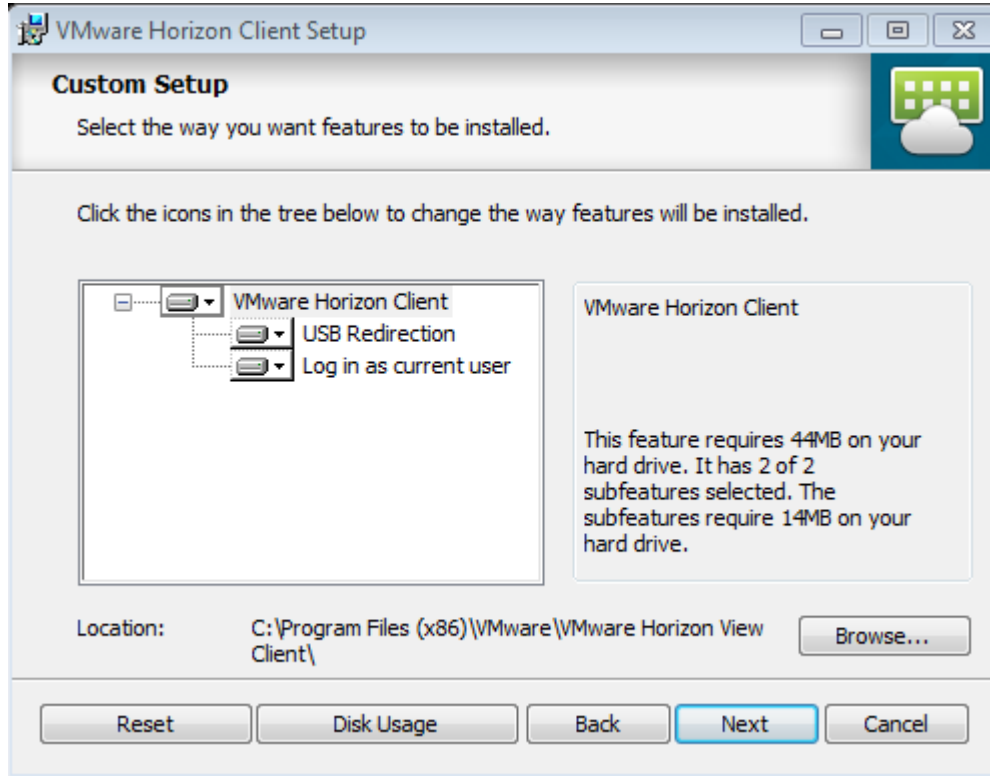 VMware Horizon Client Setup
Custom Setup
Select the way you want features to be installed.
Click the icons in the tree below to change the way features will be installed.
VMware Horizon Client
USB Redirection
Log in as current user
VMware Horizon Client
This feature requires 44MB on your
hard drive. It has 2 of 2
subfeatures selected. The
subfeatures require 14MB on your
hard drive.
Location:
C:\Program Files (x86)\VMware\VMware Horizon View
Client\
Browse...
Reset
Disk Usage
Back
Next
Cancel